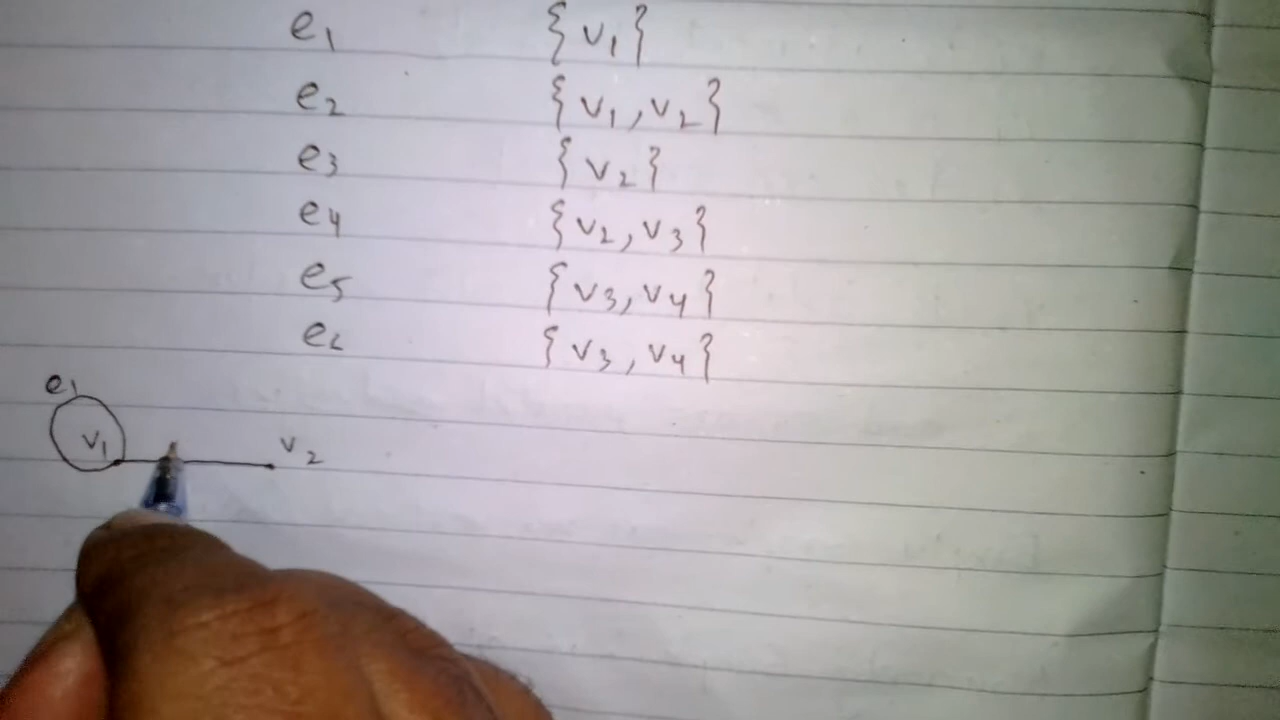 e1 {v1}
e2 {v1,v2}
e3 {v2}
e4 {v2,v3}
e5 {v3,v4}
e6 {v3,v4}
e1
v1 v2